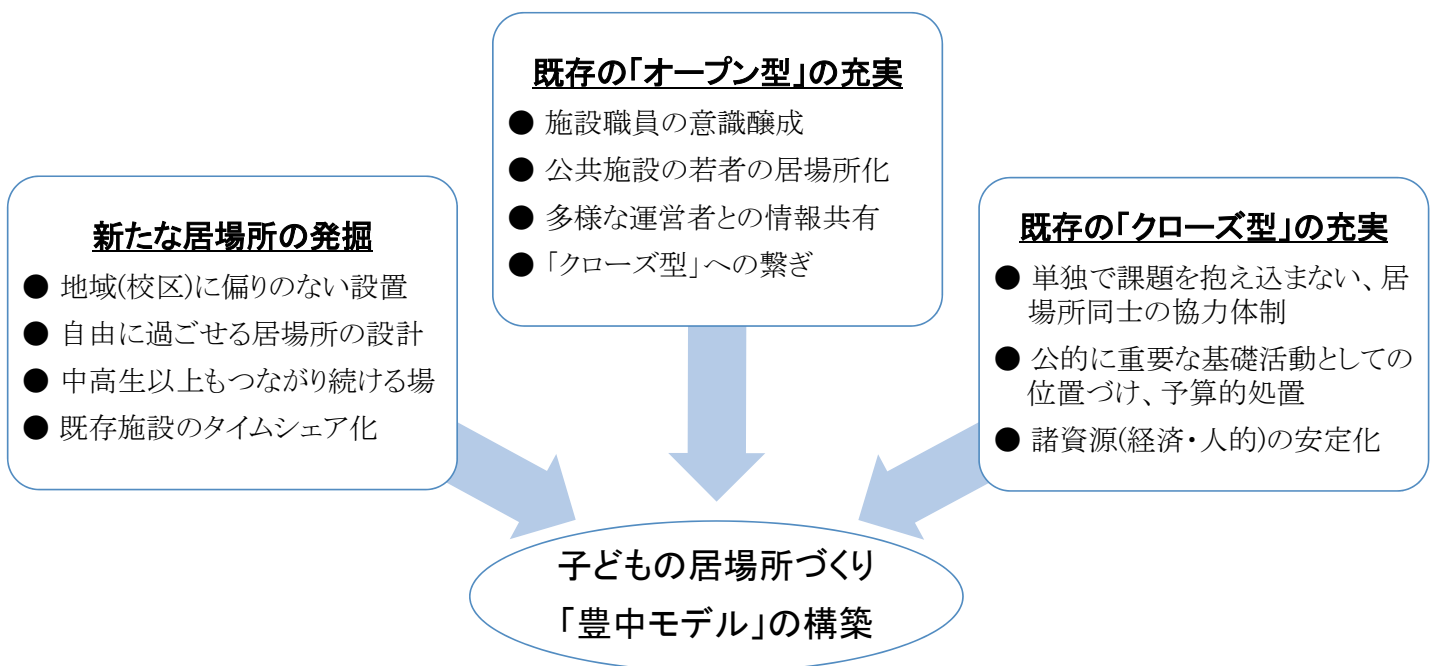 新たな居場所の発掘
● 地域(校区)に偏りのない設置
● 自由に過ごせる居場所の設計
● 中高生以上もつながり続ける場
● 既存施設のタイムシェア化
既存の「オープン型」の充実
● 施設職員の意識醸成
● 公共施設の若者の居場所化
● 多様な運営者との情報共有
● 「クローズ型」への繋ぎ
既存の「クローズ型」の充実
● 単独で課題を抱え込まない、居
場所同士の協力体制
● 公的に重要な基礎活動としての
位置づけ、予算的処置
● 諸資源(経済・人的)の安定化
子どもの居場所づくり
「豊中モデル」の構築